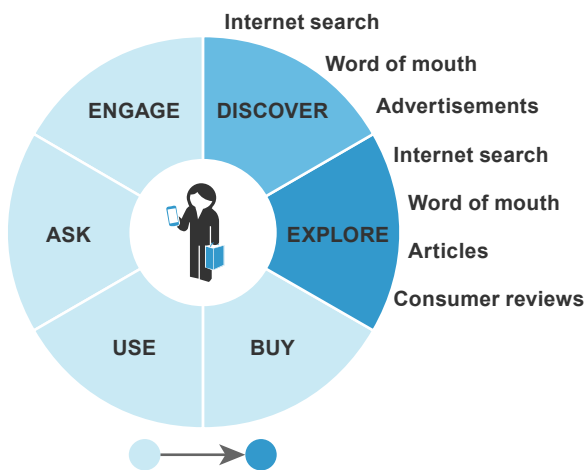 Internet search
Word of mouth
Advertisements
Internet search
Word of mouth
Articles
Consumer reviews
ENGAGE
DISCOVER
ASK
EXPLORE
USE
BUY